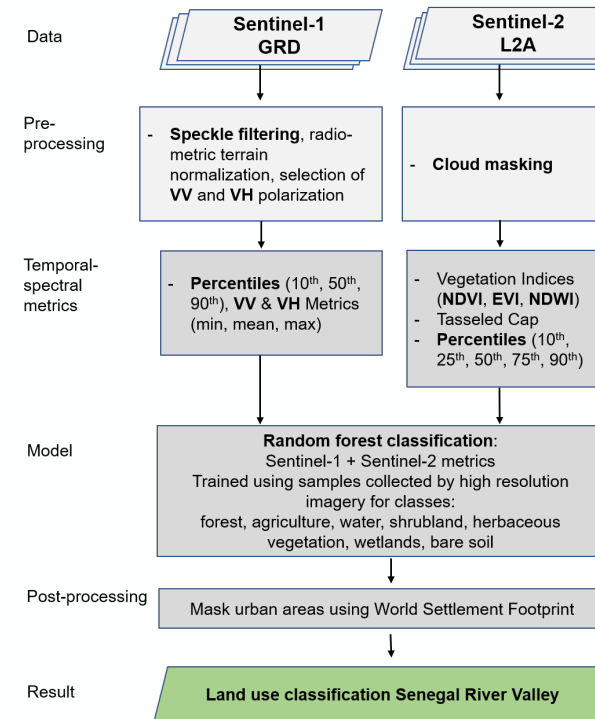 Data
Sentinel-1
GRD
Sentinel-2
L2A
Pre-
processing
- Speckle filtering, radio-
metric terrain
normalization, selection of
VV and VH polarization
- Cloud masking
Temporal-
spectral
metrics
- Percentiles (10th, 50th,
90th), VV & VH Metrics
(min, mean, max)
- Vegetation Indices
(NDVI, EVI, NDWI)
- Tasseled Cap
- Percentiles (10th,
25th, 50th, 75th, 90th)
Model
Random forest classification:
Sentinel-1 + Sentinel-2 metrics
Trained using samples collected by high resolution
imagery for classes:
forest, agriculture, water, shrubland, herbaceous
vegetation, wetlands, bare soil
Post-processing
Mask urban areas using World Settlement Footprint
Result
Land use classification Senegal River Valley